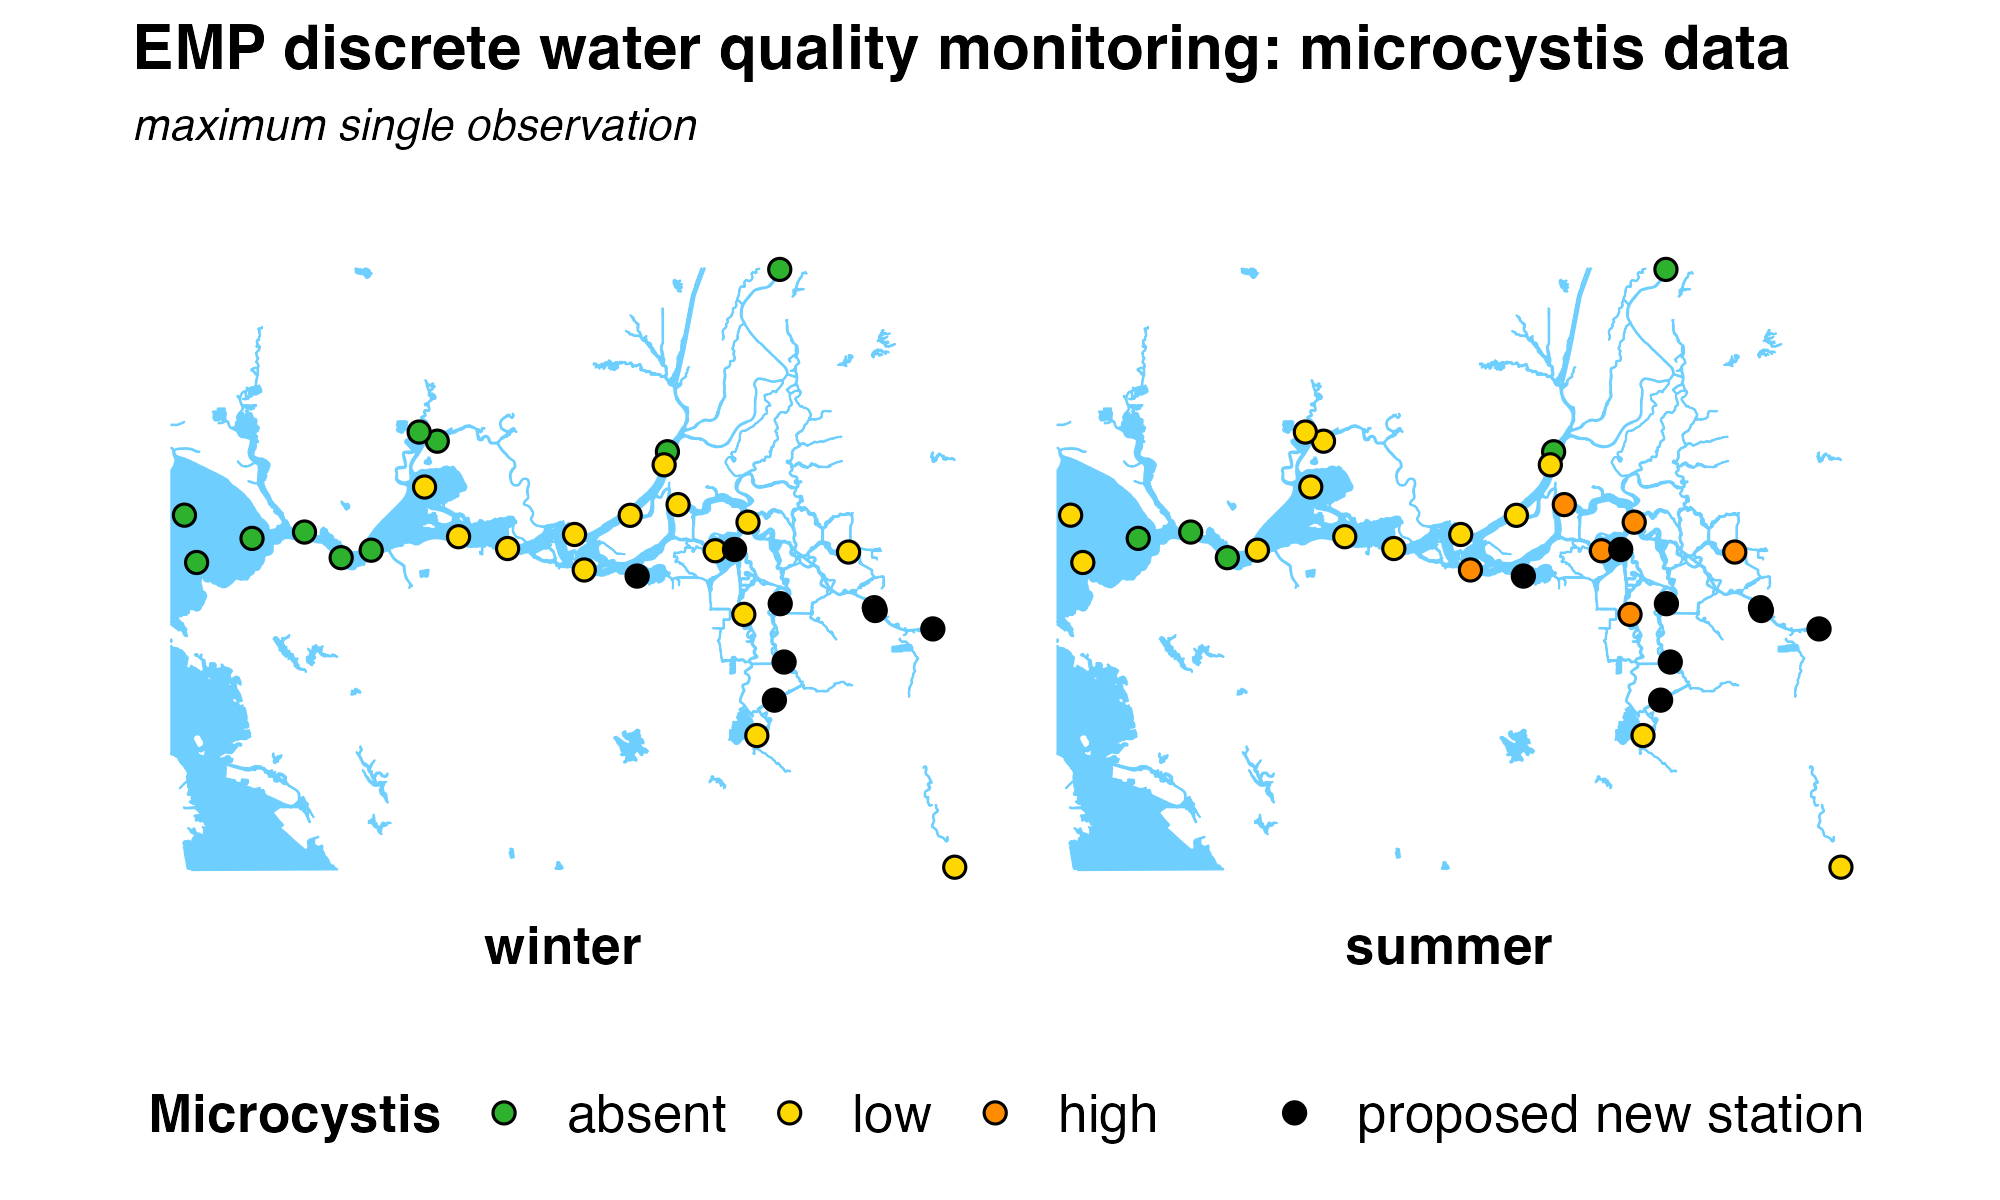 EMP discrete water quality monitoring: microcystis data
maximum single observation
winter
summer
Microcystis absent low high proposed new station